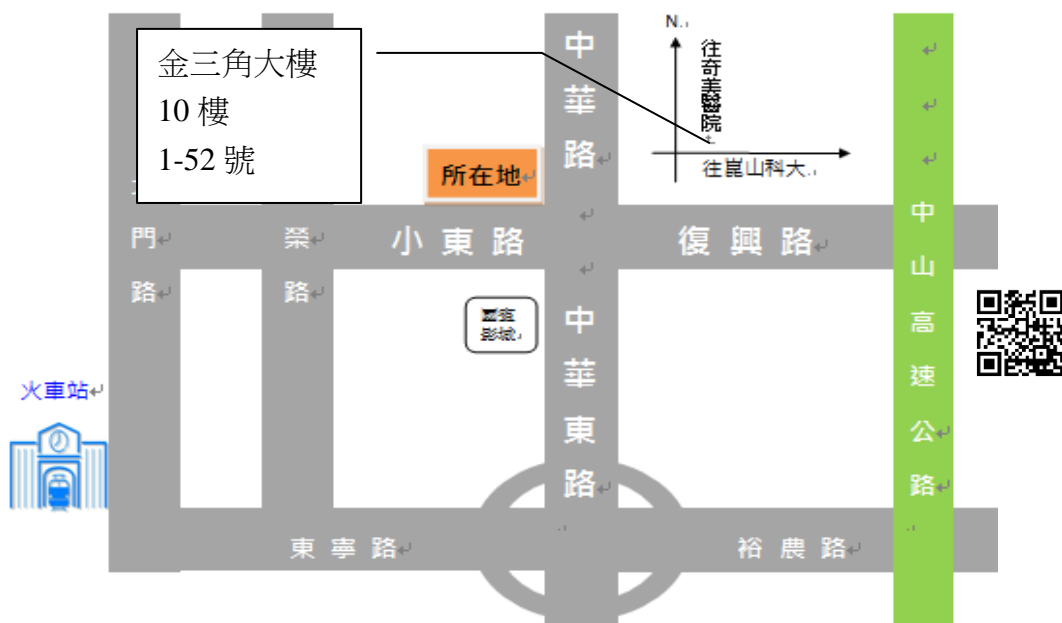 金三角大樓
10 樓
1-52 號
N
往奇美醫院
往崑山科大
所在地
中華路
小東路
復興路
門路
榮路
影城
中華東路
中山高速公路
火車站
東寧路
裕農路